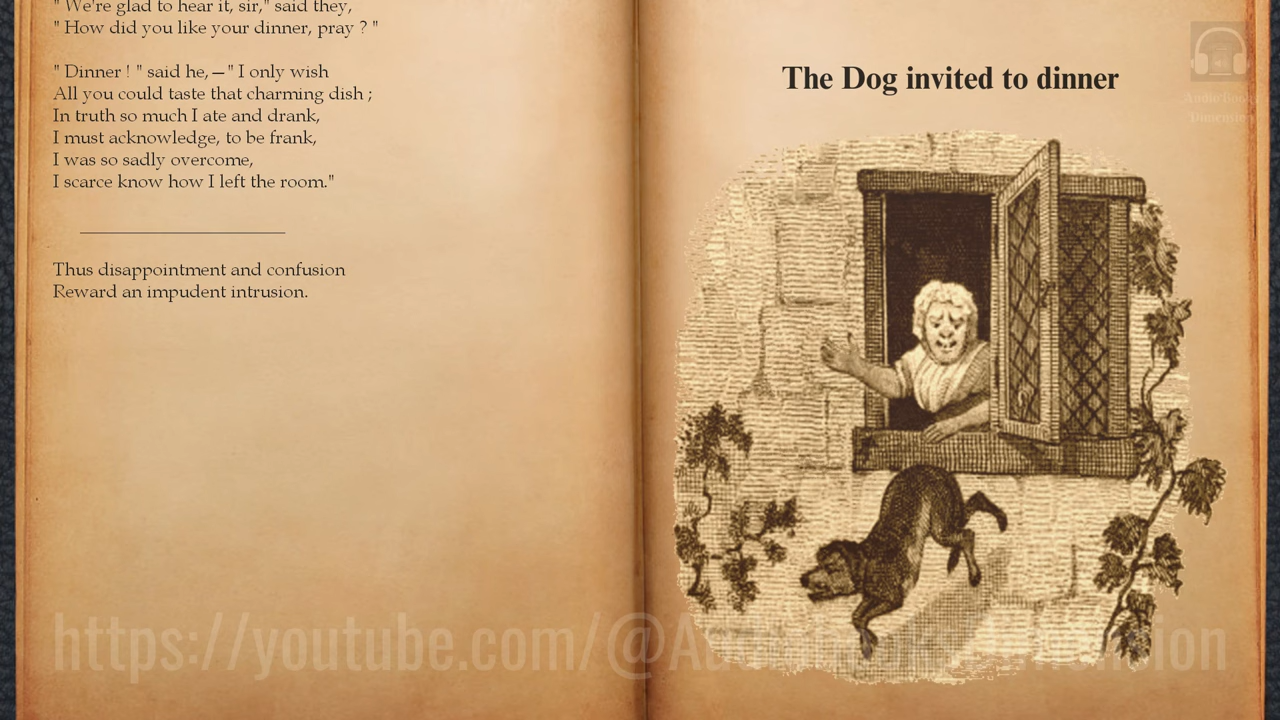 " We're glad to hear it, sir," said they,
" How did you like your dinner, pray ? "
" Dinner ! " said he, — " I only wish
All you could taste that charming dish ;
In truth so much I ate and drank,
I must acknowledge, to be frank,
I was so sadly overcome,
I scarce know how I left the room."
Thus disappointment and confusion
Reward an impudent intrusion.
The Dog invited to dinner
AudioBook
Dimension
https://youtube.com/@